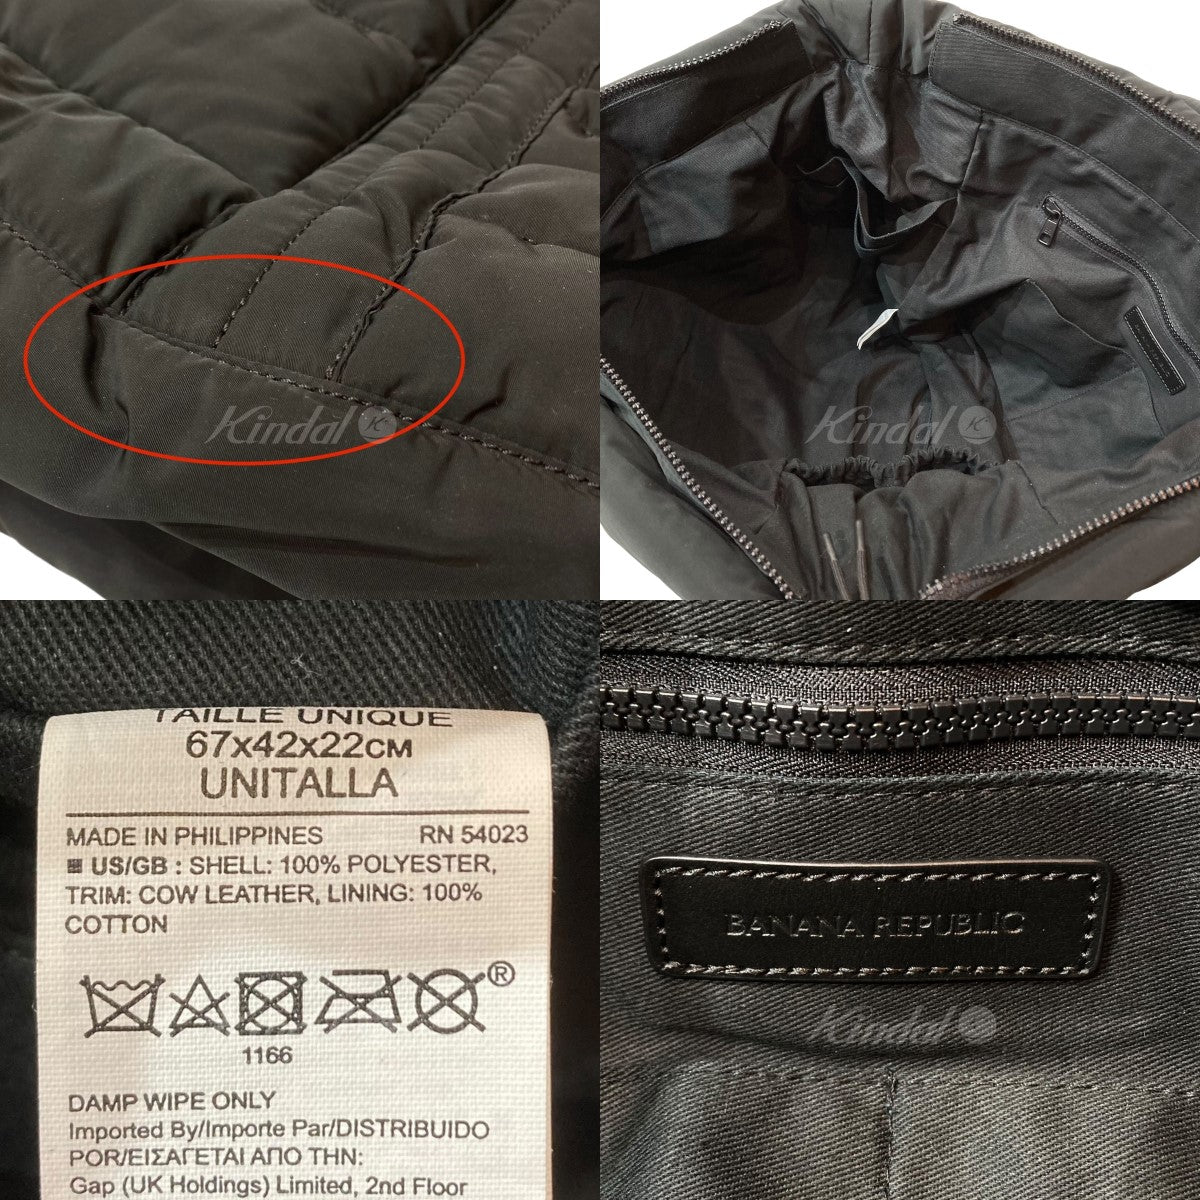 Kindal
Kindal
TAILLE UNIQUE
67x42x22CM
UNITALLA
MADE IN PHILIPPINES RN 54023
US/GB : SHELL: 100% POLYESTER,
TRIM: COW LEATHER, LINING: 100%
COTTON
®
1166
DAMP WIPE ONLY
Imported By/Importe Par/DISTRIBUIDO
POR/ΕΙΣΑΓΕΤΑΙ ΑΠΟ ΤΗΝ:
Gap (UK Holdings) Limited, 2nd Floor
BANANA REPUBLIC
Kindal